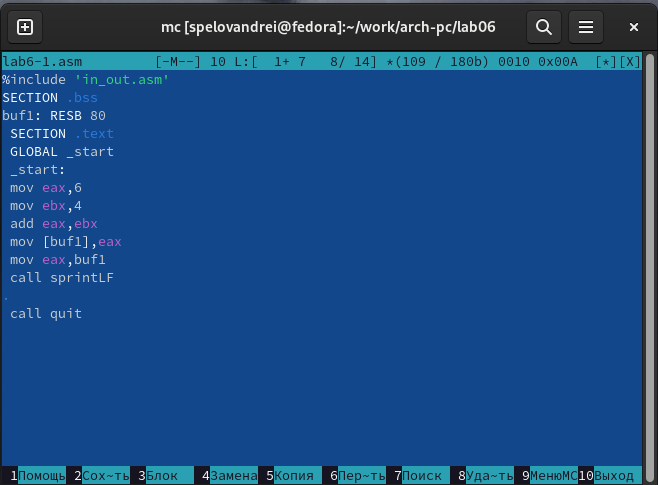 mc [spelovandrei@fedora]:~/work/arch-pc/lab06
lab6-1.asm [-M--] 10 L:[ 1+ 7 8/ 14] *(109 / 180b) 0010 0x00A [*][X]
%include 'in_out.asm'
SECTION .bss
buf1: RESB 80
SECTION .text
GLOBAL _start
_start:
mov eax,6
mov ebx,4
add eax,ebx
mov [buf1],eax
mov eax,buf1
call sprintLF
.
call quit
1Помощь 2Сох~ть 3Блок 4Замена 5Копия 6Пер~ть 7Поиск 8Уда~ть 9МенюMC 10Выход